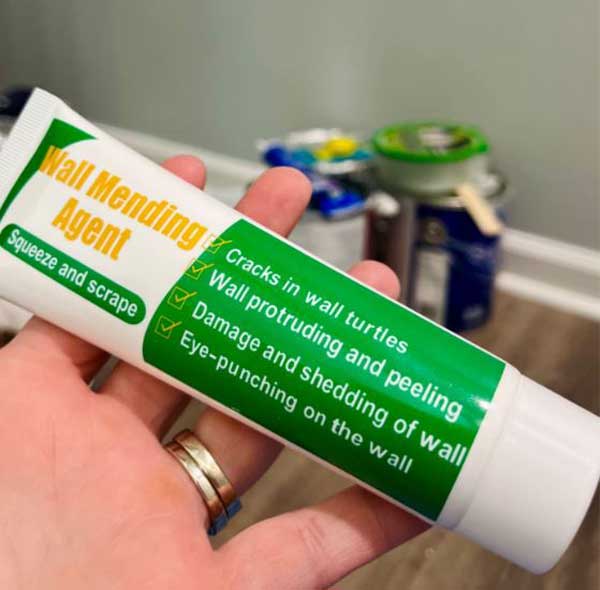 Wall Mending
Agent
Squeeze and scrape
Cracks in wall turtles
Wall protruding and peeling
Damage and shedding of wall
Eye-punching on the wall